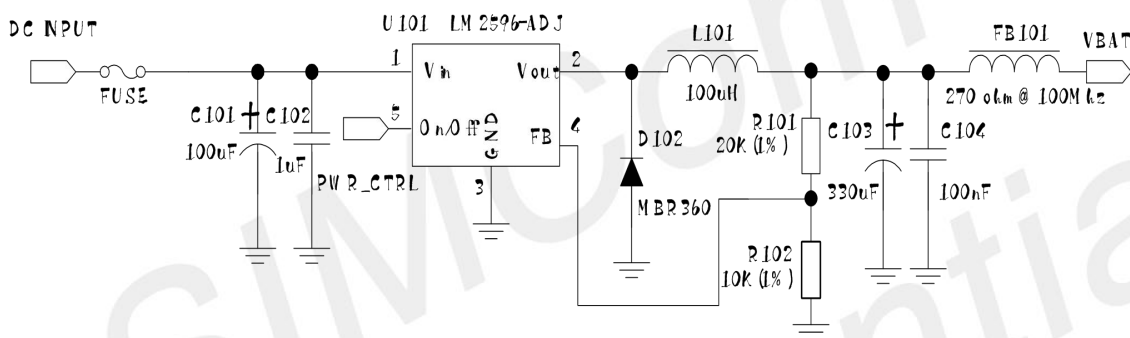 DC INPUT
FUSE
C101
100uF
C102
1uF
U101 LM2596-ADJ
1
Vin
Vout
2
5
On/Off
GND
FB
4
3
PWR_CTRL
D102
MBR360
L101
100uH
R101
20K(1%)
R102
10K(1%)
C103
330uF
C104
100nF
FB101
270 ohm@100Mhz
VBAT
SIMCom